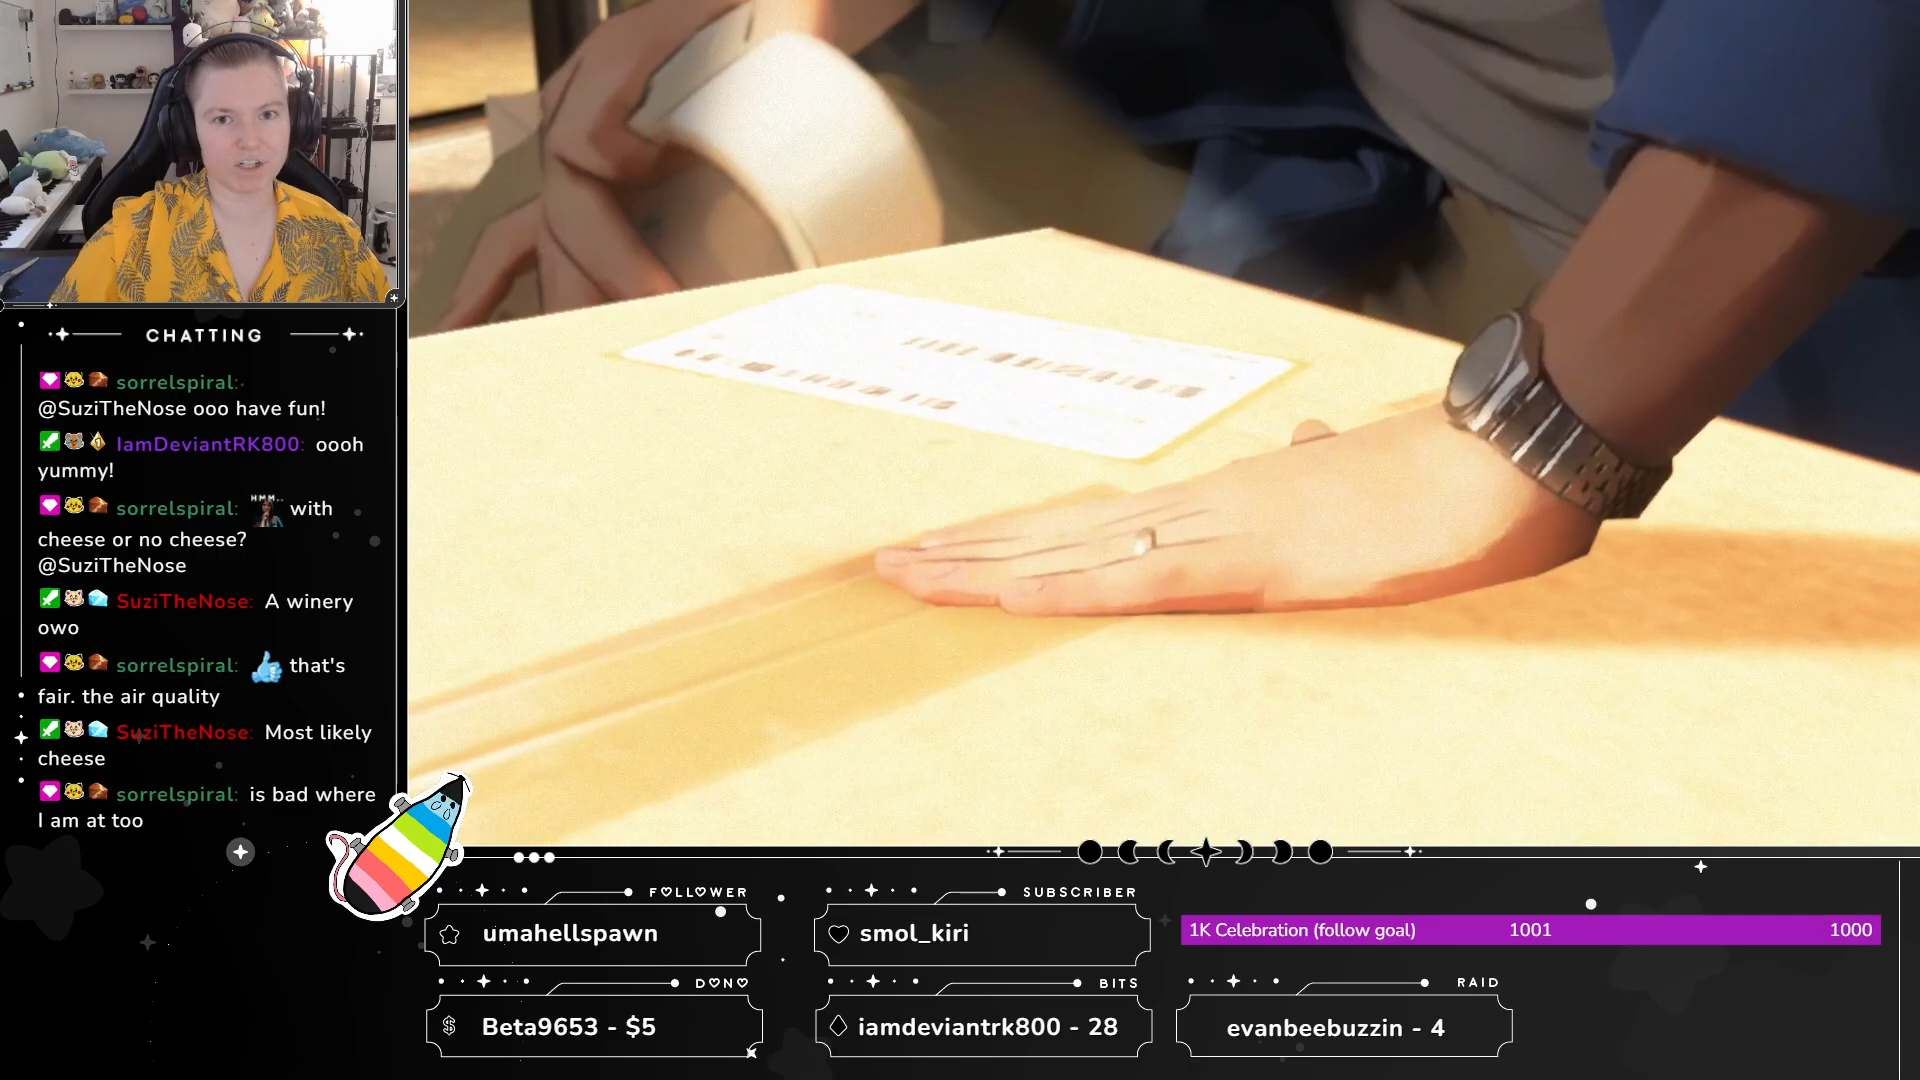 CHATTING
sorrelspiral:
@SuziTheNose ooo have fun!
IamDeviantRK800: oooh
yummy!
sorrelspiral: HMM.. with
cheese or no cheese?
@SuziTheNose
SuziTheNose: A winery
owo
sorrelspiral: that's
fair. the air quality
SuziTheNose: Most likely
cheese
sorrelspiral: is bad where
I am at too
FOLLOWER
umahellspawn
SUBSCRIBER
smol_kiri
1K Celebration (follow goal) 1001 1000
DONO
Beta9653 - $5
BITS
iamdeviantrk800 - 28
RAID
evanbeebuzzin - 4